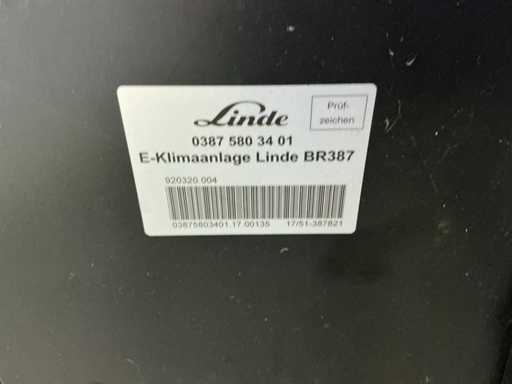 Linde
Prüf-
zeichen
0387 580 34 01
E-Klimaanlage Linde BR387
920320.004
03875803401.17.00135 17/51-387821